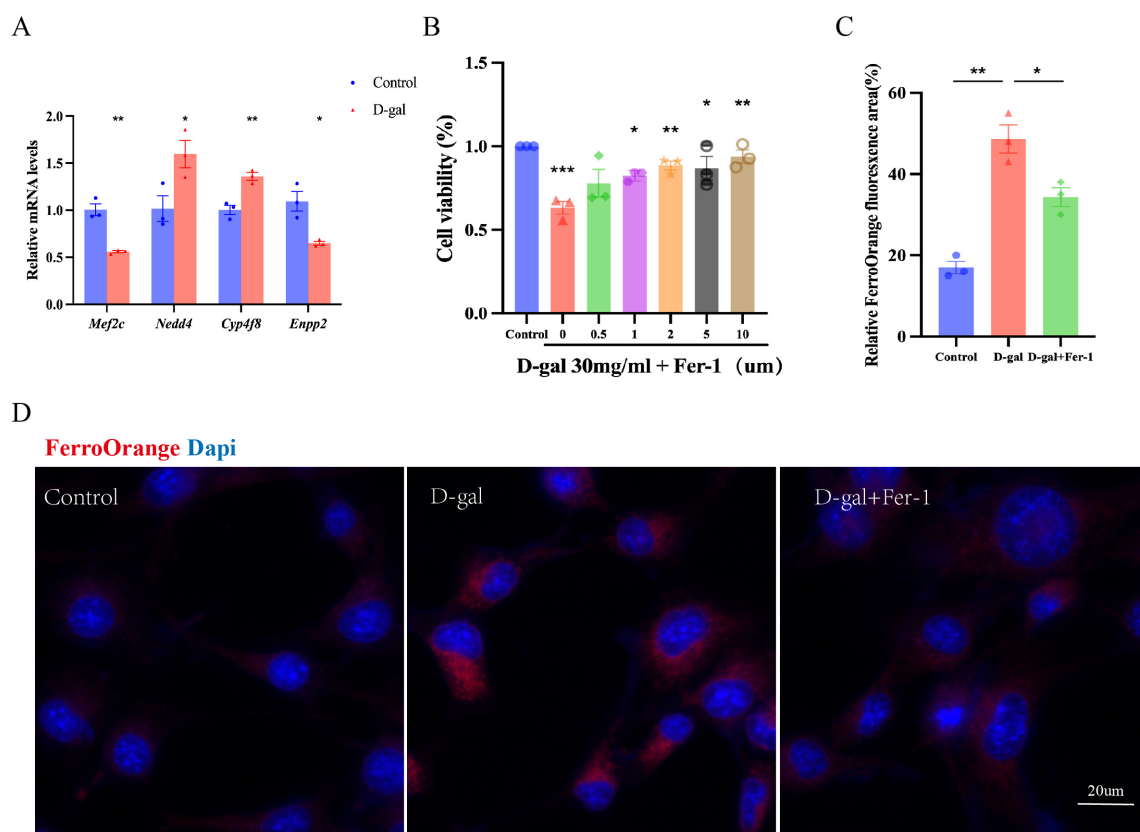 A
Relative mRNA levels
2.0
1.5
1.0
0.5
0.0
** * ** *
Mef2c Nedd4 Cyp4f8 Enpp2
Control
D-gal
B
Cell viability (%)
1.5
1.0
0.5
0.0
*** * ** * **
Control 0 0.5 1 2 5 10
D-gal 30mg/ml + Fer-1（um）
C
Relative FerroOrange fluoresexence area(%)
60
40
20
0
** *
Control D-gal D-gal+Fer-1
D
FerroOrange Dapi
Control
D-gal
D-gal+Fer-1
20um